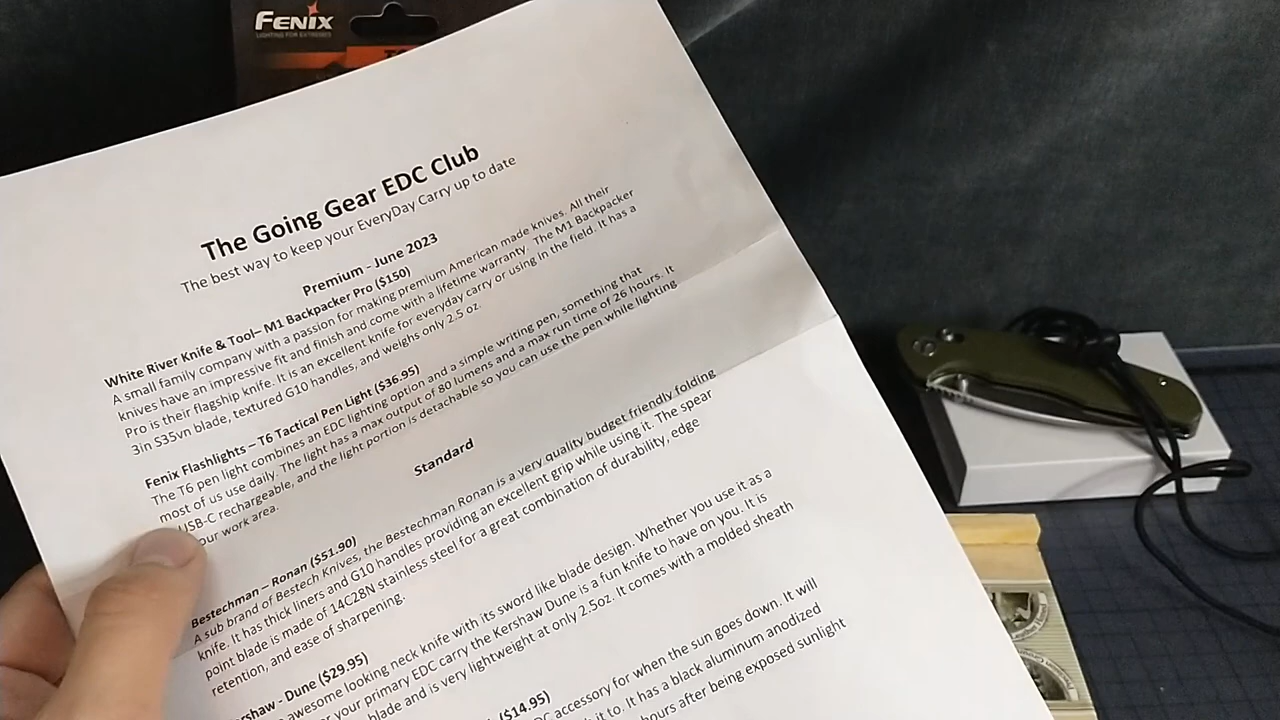 FENIX
LIGHTING FOR EXTREMES
The Going Gear EDC Club
The best way to keep your EveryDay Carry up to date
Premium - June 2023
White River Knife & Tool– M1 Backpacker Pro ($150)
A small family company with a passion for making premium American made knives. All their
knives have an impressive fit and finish and come with a lifetime warranty. The M1 Backpacker
Pro is their flagship knife. It is an excellent knife for everyday carry or using in the field. It has a
3in S35vn blade, textured G10 handles, and weighs only 2.5 oz.
Fenix Flashlights – T6 Tactical Pen Light ($36.95)
The T6 pen light combines an EDC lighting option and a simple writing pen, something that
most of us use daily. The light has a max output of 80 lumens and a max run time of 26 hours. It
USB-C rechargeable, and the light portion is detachable so you can use the pen while lighting
our work area.
Standard
Bestechman – Ronan ($51.90)
A sub brand of Bestech Knives, the Bestechman Ronan is a very quality budget friendly folding
knife. It has thick liners and G10 handles providing an excellent grip while using it. The spear
point blade is made of 14C28N stainless steel for a great combination of durability, edge
retention, and ease of sharpening.
ershaw - Dune ($29.95)
awesome looking neck knife with its sword like blade design. Whether you use it as a
your primary EDC carry the Kershaw Dune is a fun knife to have on you. It is
blade and is very lightweight at only 2.5oz. It comes with a molded sheath
($14.95)
accessory for when the sun goes down. It will
it to. It has a black aluminum anodized
hours after being exposed sunlight